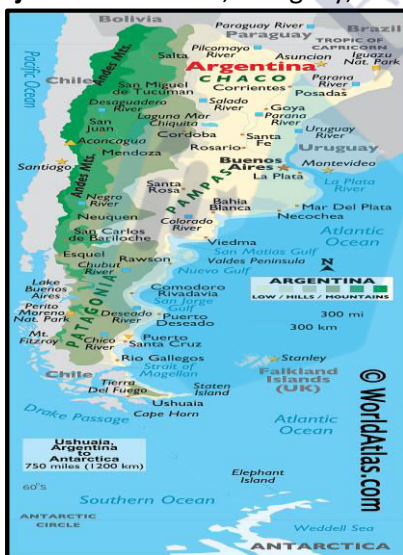 Bolivia
Paraguay River
Paraguay
Brazil
TROPIC OF
CAPRICORN
Pilcomayo
River
Asuncion
Iguazu
Nat. Park
Salta
Argentina
CHACO
Andes Mts.
Pacific Ocean
Chile
San Miguel
de Tucuman
Corrientes
Parana
River
Posadas
Desaguadero
River
Salado
River
Goya
Parana
River
San
Juan
Laguna Mar
Chiquita
Uruguay
River
Aconcagua
Cordoba
Santa
Fe
Mendoza
Rosario
Uruguay
Santiago
Andes Mts.
Buenos
Aires
Montevideo
La Plata
La Plata
River
Santa
Rosa
PAMPAS
Negro
River
Bahia
Blanca
Mar Del Plata
Neuquen
Colorado
River
Necochea
San Carlos
de Bariloche
Viedma
Atlantic
Ocean
San Matias Gulf
Esquel
Rawson
Valdes Peninsula
N
Chubut
River
Nuevo Gulf
ARGENTINA
LOW / HILLS / MOUNTAINS
Lake
Buenos
Aires
Comodoro
Rivadavia
San Jorge
Gulf
300 mi
300 km
Perito
Moreno
Nat. Park
PATAGONIA
Deseado
River
Puerto
Deseado
Mt.
Fitzroy
Chico
River
Puerto
Santa Cruz
Rio Gallegos
Stanley
Chile
Strait of
Magellan
Falkland
Islands
(UK)
Tierra
Del Fuego
Staten
Island
Ushuaia
Cape Horn
Drake Passage
Atlantic
Ocean
© WorldAtlas.com
Ushuaia,
Argentina
to
Antarctica
750 miles (1200 km)
Elephant
Island
60°S
Southern Ocean
ANTARCTIC
CIRCLE
Weddell Sea
ANTARCTICA